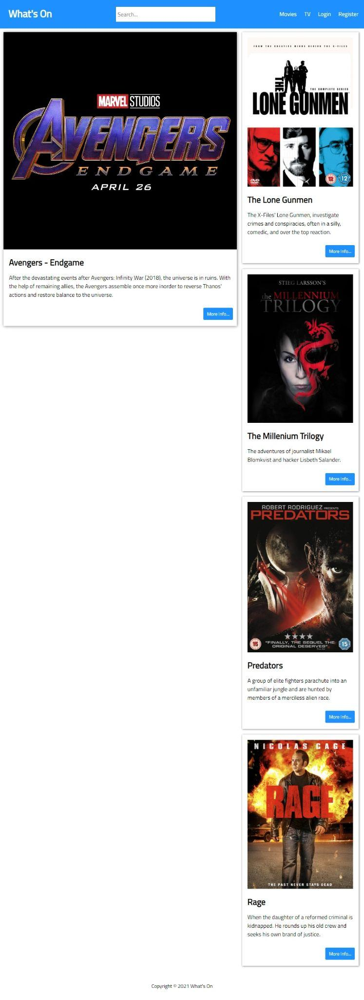 What's On
Search...
Movies TV Login Register
MARVEL STUDIOS
AVENGERS
ENDGAME
APRIL 26
Avengers - Endgame
After the devastating events after Avengers: Infinity War (2018), the universe is in ruins. With
the help of remaining allies, the Avengers assemble once more inorder to reverse Thanos'
actions and restore balance to the universe.
More Info...
FROM THE CREATIVE MINDS BEHIND THE X-FILES
THE COMPLETE SERIES
THE
LONE GUNMEN
DVD
12 12
The Lone Gunmen
The X-Files' Lone Gunmen, investigate
crimes and conspiracies, often in a silly,
comedic, and over the top reaction.
More Info...
STIEG LARSSON'S
the MILLENNIUM
TRILOGY
The Millenium Trilogy
The adventures of journalist Mikael
Blomkvist and hacker Lisbeth Salander.
More Info...
ROBERT RODRIGUEZ PRESENTS
PREDATORS
15 "FINALLY, THE SEQUEL THE 15
ORIGINAL DESERVES"
Predators
A group of elite fighters parachute into an
unfamiliar jungle and are hunted by
members of a merciless alien race.
More Info...
NICOLAS CAGE
RAGE
THE PAST NEVER STAYS DEAD
Rage
When the daughter of a reformed criminal is
kidnapped. He rounds up his old crew and
seeks his own brand of justice.
More Info...
Copyright © 2021 What's On